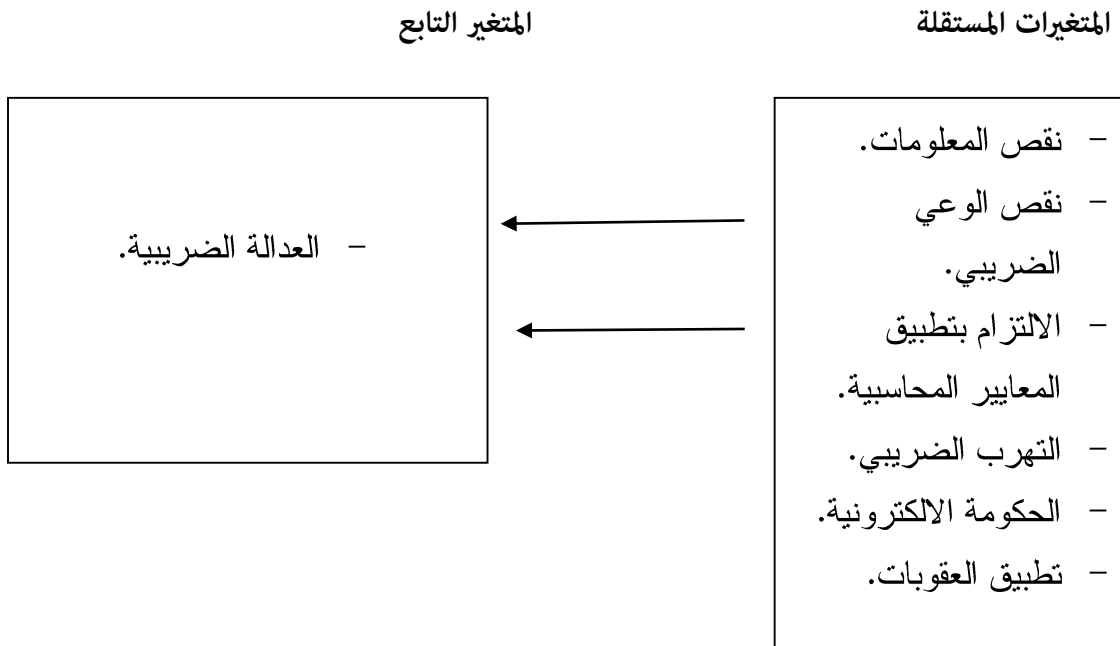 المتغيرات المستقلة
المتغير التابع
- نقص المعلومات.
- نقص الوعي
الضريبي.
- الالتزام بتطبيق
المعايير المحاسبية.
- التهرب الضريبي.
- الحكومة الالكترونية.
- تطبيق العقوبات.
- العدالة الضريبية.